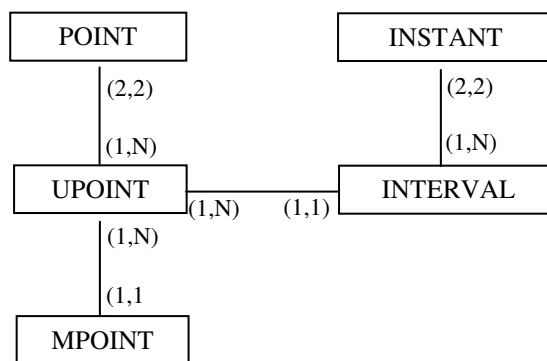 POINT INSTANT
(2,2) (2,2)
(1,N) (1,N)
UPOINT INTERVAL
(1,N) (1,1)
(1,N)
(1,1
MPOINT